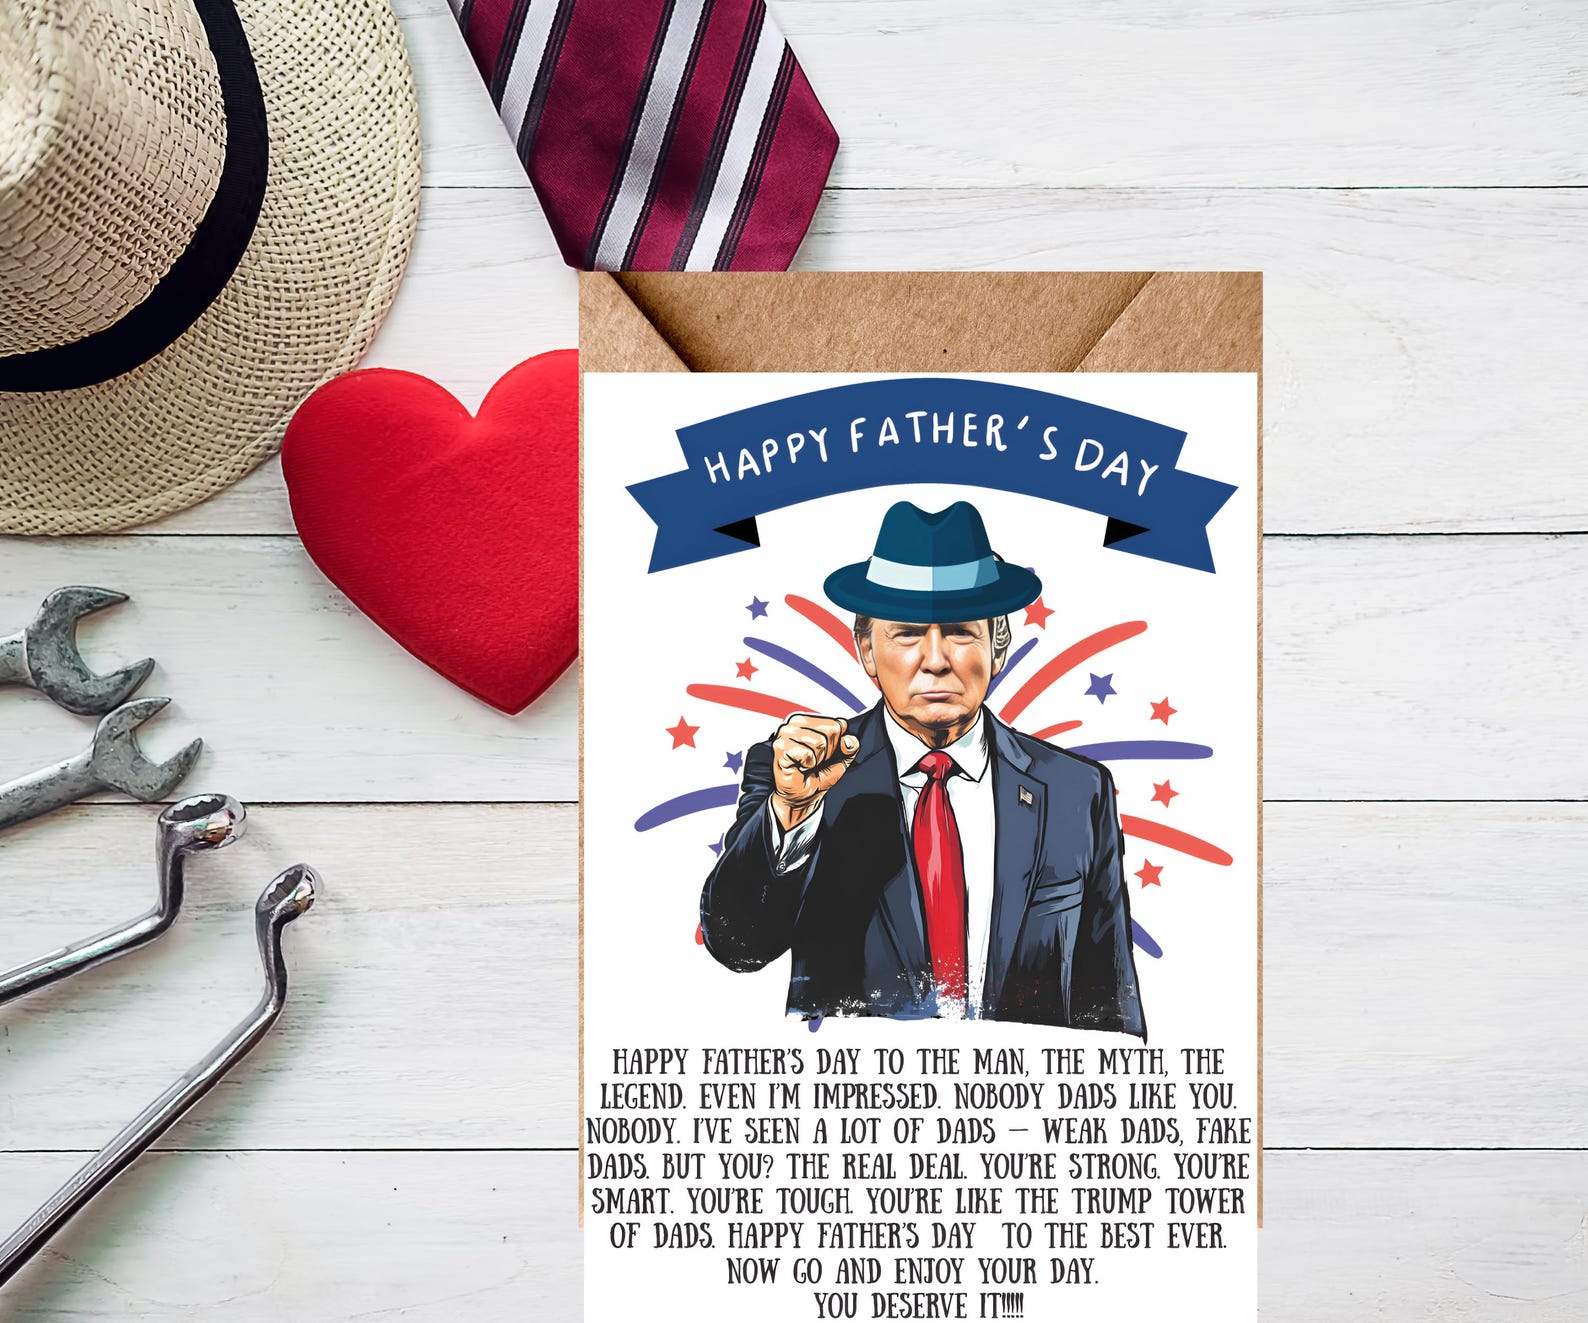 HAPPY FATHER'S DAY
HAPPY FATHER'S DAY TO THE MAN, THE MYTH, THE
LEGEND. EVEN I'M IMPRESSED. NOBODY DADS LIKE YOU.
NOBODY. I'VE SEEN A LOT OF DADS – WEAK DADS, FAKE
DADS. BUT YOU? THE REAL DEAL. YOU'RE STRONG. YOU'RE
SMART. YOU'RE TOUGH. YOU'RE LIKE THE TRUMP TOWER
OF DADS. HAPPY FATHER'S DAY TO THE BEST EVER.
NOW GO AND ENJOY YOUR DAY.
YOU DESERVE IT!!!!!